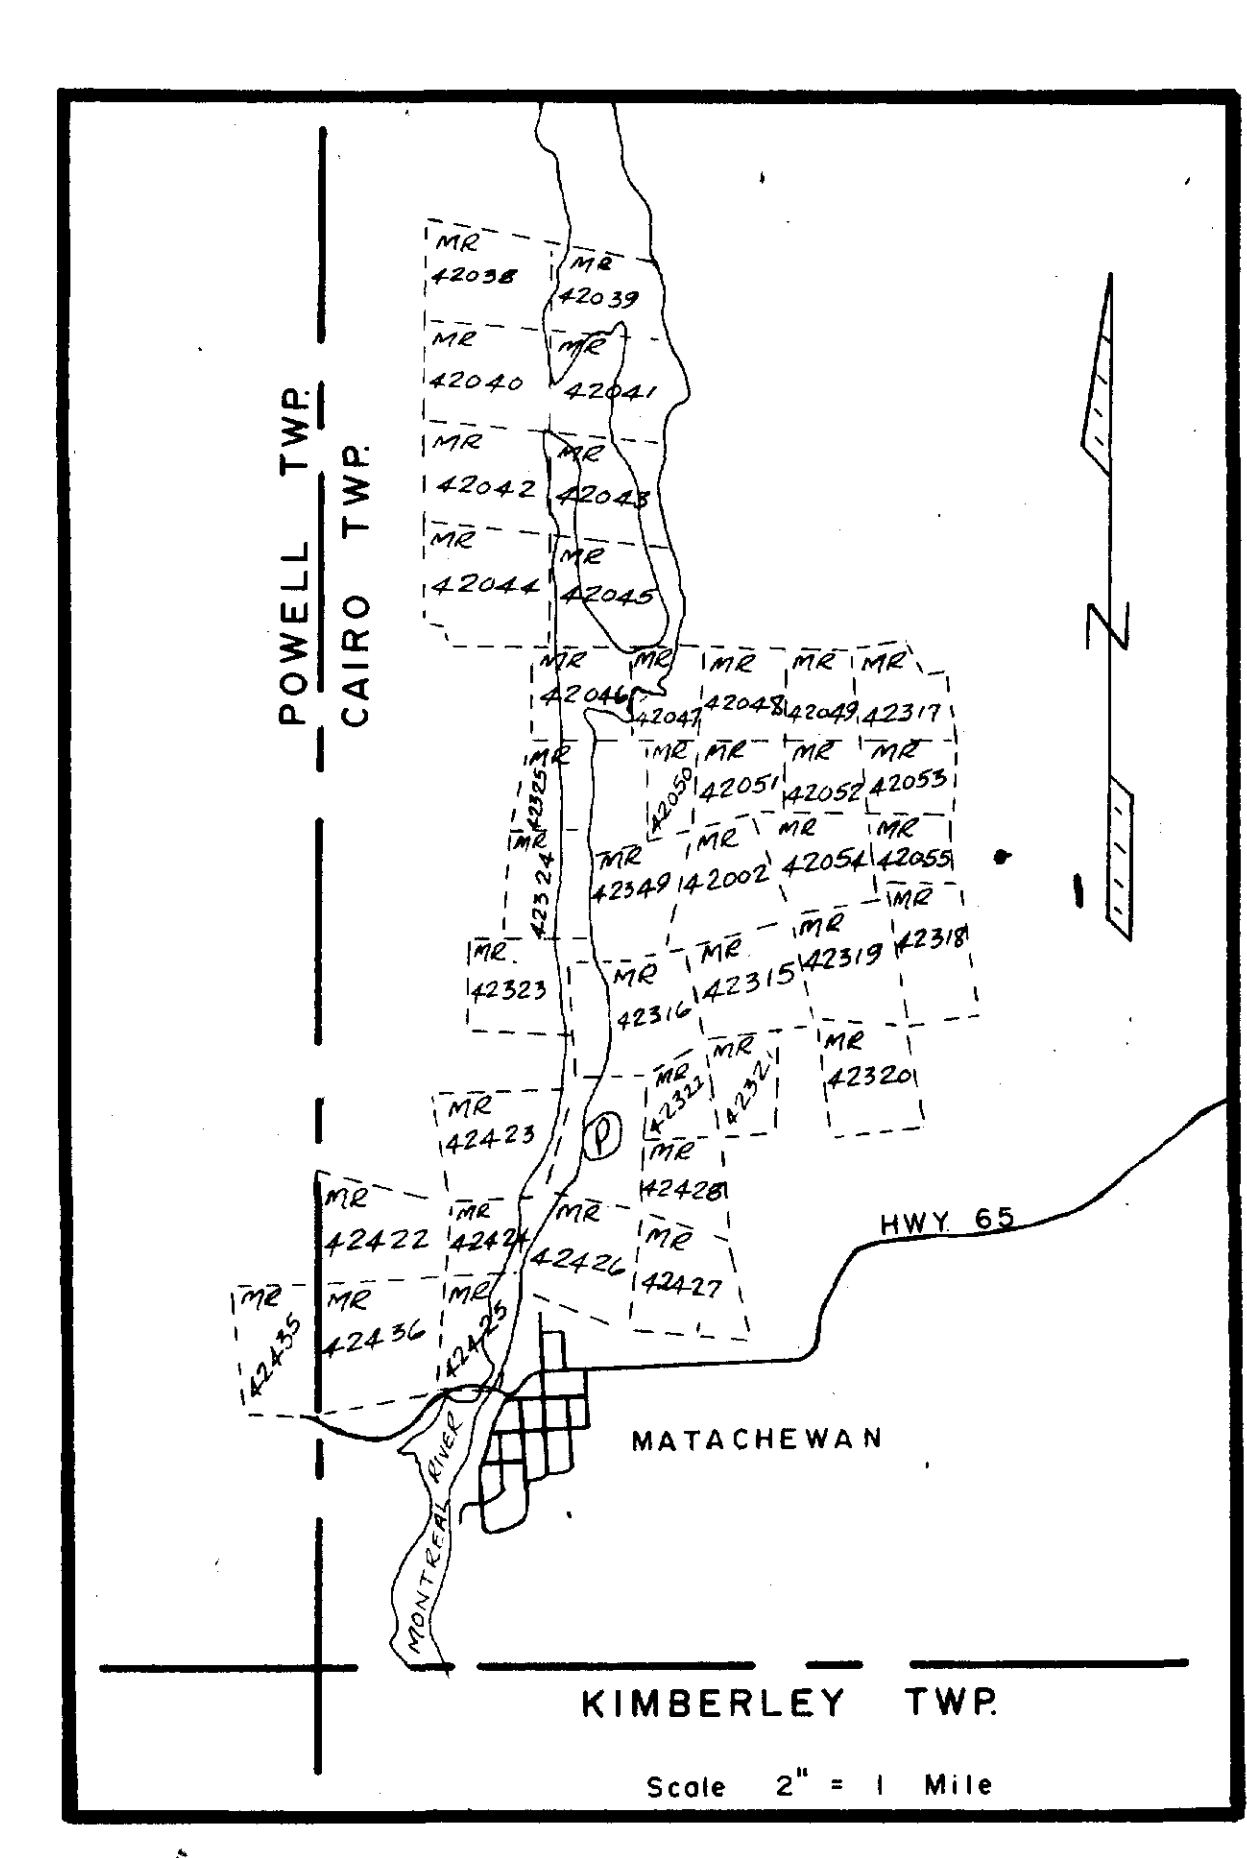 MR
42038
MR
42039
MR
42040
MR
42041
MR
42042
MR
42043
MR
42044
MR
42045
POWELL TWP.
CAIRO TWP.
N
MR
42046
MR
42047
MR
42048
MR
42049
MR
42317
MR
42325
MR
42050
MR
42051
MR
42052
MR
42053
MR
42324
MR
42349
MR
42002
MR
42054
MR
42055
MR
42323
MR
42316
MR
42315
MR
42319
MR
42318
MR
42322
MR
42321
MR
42320
MR
42423
P
MR
42428
MR
42422
MR
42424
MR
42426
MR
42427
HWY. 65
MR
42435
MR
42436
MR
42425
MATACHEWAN
MONTREAL RIVER
KIMBERLEY TWP.
Scale 2" = 1 Mile